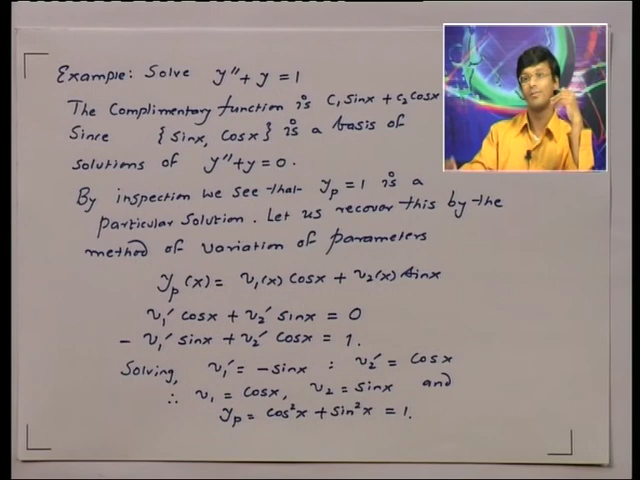 Example: Solve y″ + y = 1
The Complimentary function is C₁ sinx + C₂ cosx
Since {sinx, cosx} is a basis of
solutions of y″ + y = 0.
By inspection we see that y_p = 1 is a
particular solution. Let us recover this by the
method of variation of parameters
y_p(x) = v₁(x) cosx + v₂(x) sinx
v₁′ cosx + v₂′ sinx = 0
− v₁′ sinx + v₂′ cosx = 1.
Solving, v₁′ = −sinx : v₂′ = cosx
∴ v₁ = cosx, v₂ = sinx and
y_p = cos²x + sin²x = 1.